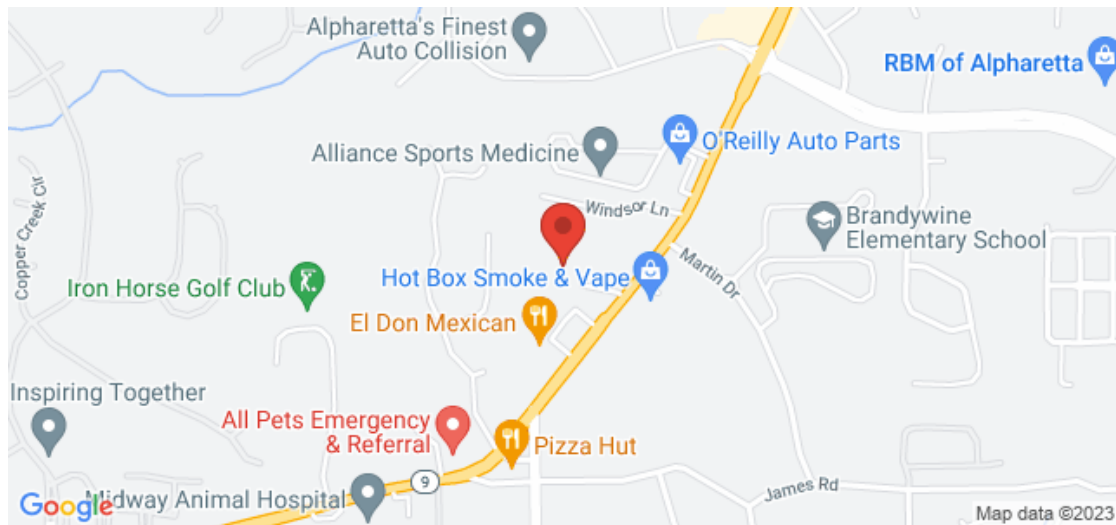 Alpharetta's Finest
Auto Collision
RBM of Alpharetta
O'Reilly Auto Parts
Alliance Sports Medicine
Windsor Ln
Brandywine
Elementary School
Copper Creek Cir
Martin Dr
Hot Box Smoke & Vape
Iron Horse Golf Club
El Don Mexican
Inspiring Together
All Pets Emergency
& Referral
Pizza Hut
9
James Rd
Midway Animal Hospital
Google
Map data ©2023